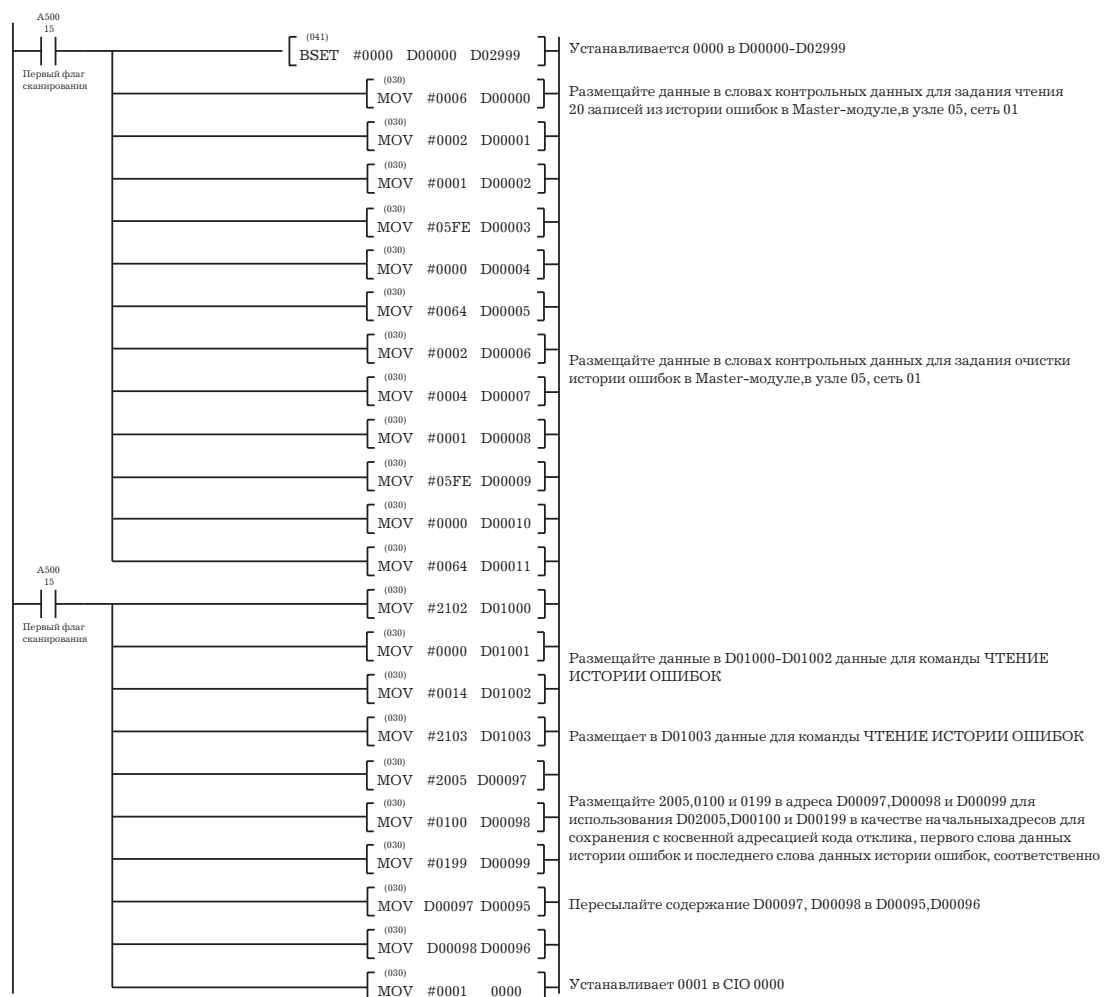 A500
15
Первый флаг
сканирования
(041)
BSET #0000 D00000 D02999
Устанавливается 0000 в D00000-D02999
(030)
MOV #0006 D00000
Размещайте данные в словах контрольных данных для задания чтения
20 записей из истории ошибок в Master-модуле,в узле 05, сеть 01
(030)
MOV #0002 D00001
(030)
MOV #0001 D00002
(030)
MOV #05FE D00003
(030)
MOV #0000 D00004
(030)
MOV #0064 D00005
(030)
MOV #0002 D00006
Размещайте данные в словах контрольных данных для задания очистки
истории ошибок в Master-модуле,в узле 05, сеть 01
(030)
MOV #0004 D00007
(030)
MOV #0001 D00008
(030)
MOV #05FE D00009
(030)
MOV #0000 D00010
(030)
MOV #0064 D00011
A500
15
Первый флаг
сканирования
(030)
MOV #2102 D01000
(030)
MOV #0000 D01001
Размещайте данные в D01000-D01002 данные для команды ЧТЕНИЕ
ИСТОРИИ ОШИБОК
(030)
MOV #0014 D01002
(030)
MOV #2103 D01003
Размещает в D01003 данные для команды ЧТЕНИЕ ИСТОРИИ ОШИБОК
(030)
MOV #2005 D00097
(030)
MOV #0100 D00098
Размещайте 2005,0100 и 0199 в адреса D00097,D00098 и D00099 для
использования D02005,D00100 и D00199 в качестве начальныхадресов для
сохранения с косвенной адресацией кода отклика, первого слова данных
истории ошибок и последнего слова данных истории ошибок, соответственно
(030)
MOV #0199 D00099
(030)
MOV D00097 D00095
Пересылайте содержание D00097, D00098 в D00095,D00096
(030)
MOV D00098 D00096
(030)
MOV #0001 0000
Устанавливает 0001 в CIO 0000